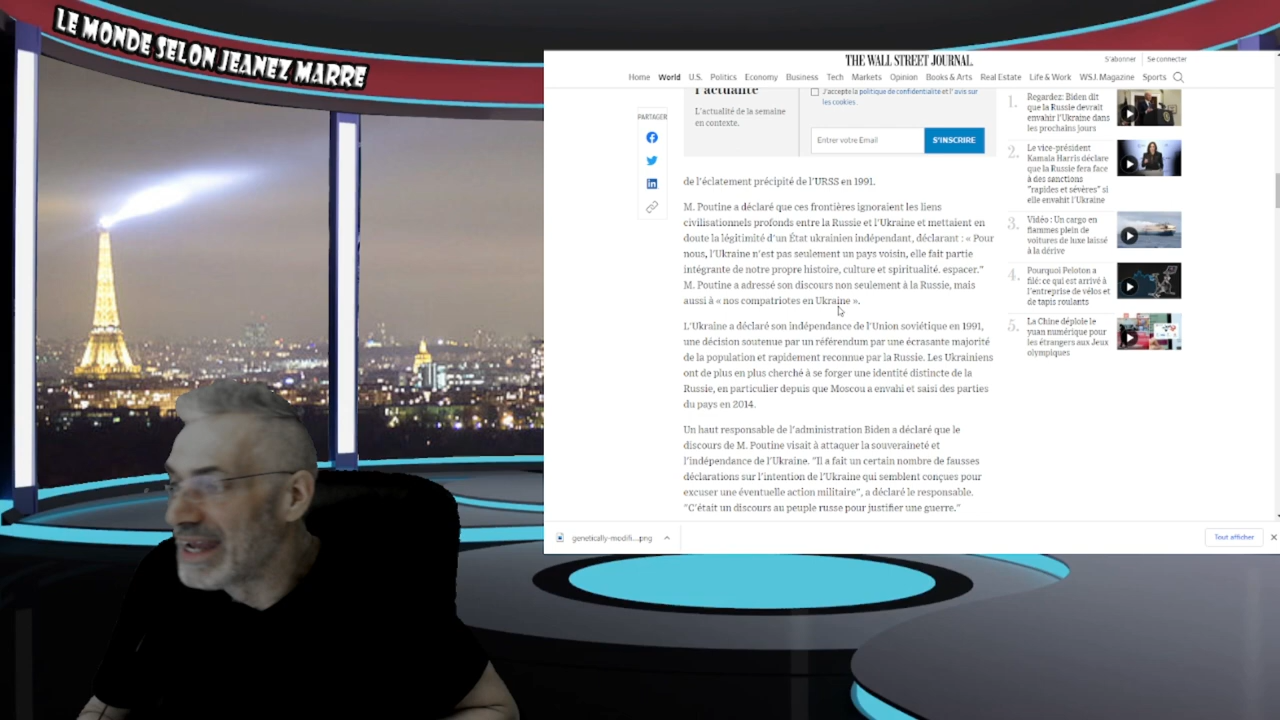 LE MONDE SELON JEANEZ MARRE
THE WALL STREET JOURNAL.
S'abonner
Se connecter
Home World U.S. Politics Economy Business Tech Markets Opinion Books & Arts Real Estate Life & Work WSJ. Magazine Sports
PARTAGER
l'actualité
L'actualité de la semaine
en contexte.
J'accepte la politique de confidentialité et l' avis sur
les cookies.
Entrer votre Email
S'INSCRIRE
de l'éclatement précipité de l'URSS en 1991.
M. Poutine a déclaré que ces frontières ignoraient les liens
civilisationnels profonds entre la Russie et l'Ukraine et mettaient en
doute la légitimité d'un État ukrainien indépendant, déclarant : « Pour
nous, l'Ukraine n'est pas seulement un pays voisin, elle fait partie
intégrante de notre propre histoire, culture et spiritualité. espacer."
M. Poutine a adressé son discours non seulement à la Russie, mais
aussi à « nos compatriotes en Ukraine ».
L'Ukraine a déclaré son indépendance de l'Union soviétique en 1991,
une décision soutenue par un référendum par une écrasante majorité
de la population et rapidement reconnue par la Russie. Les Ukrainiens
ont de plus en plus cherché à se forger une identité distincte de la
Russie, en particulier depuis que Moscou a envahi et saisi des parties
du pays en 2014.
Un haut responsable de l'administration Biden a déclaré que le
discours de M. Poutine visait à attaquer la souveraineté et
l'indépendance de l'Ukraine. "Il a fait un certain nombre de fausses
déclarations sur l'intention de l'Ukraine qui semblent conçues pour
excuser une éventuelle action militaire", a déclaré le responsable.
"C'était un discours au peuple russe pour justifier une guerre."
1. Regardez: Biden dit
que la Russie devrait
envahir l'Ukraine dans
les prochains jours
2. Le vice-président
Kamala Harris déclare
que la Russie fera face
à des sanctions
"rapides et sévères" si
elle envahit l'Ukraine
3. Vidéo : Un cargo en
flammes plein de
voitures de luxe laissé
à la dérive
4. Pourquoi Peloton a
filé: ce qui est arrivé à
l'entreprise de vélos et
de tapis roulants
5. La Chine déploie le
yuan numérique pour
les étrangers aux Jeux
olympiques
genetically-modifi....png
Tout afficher